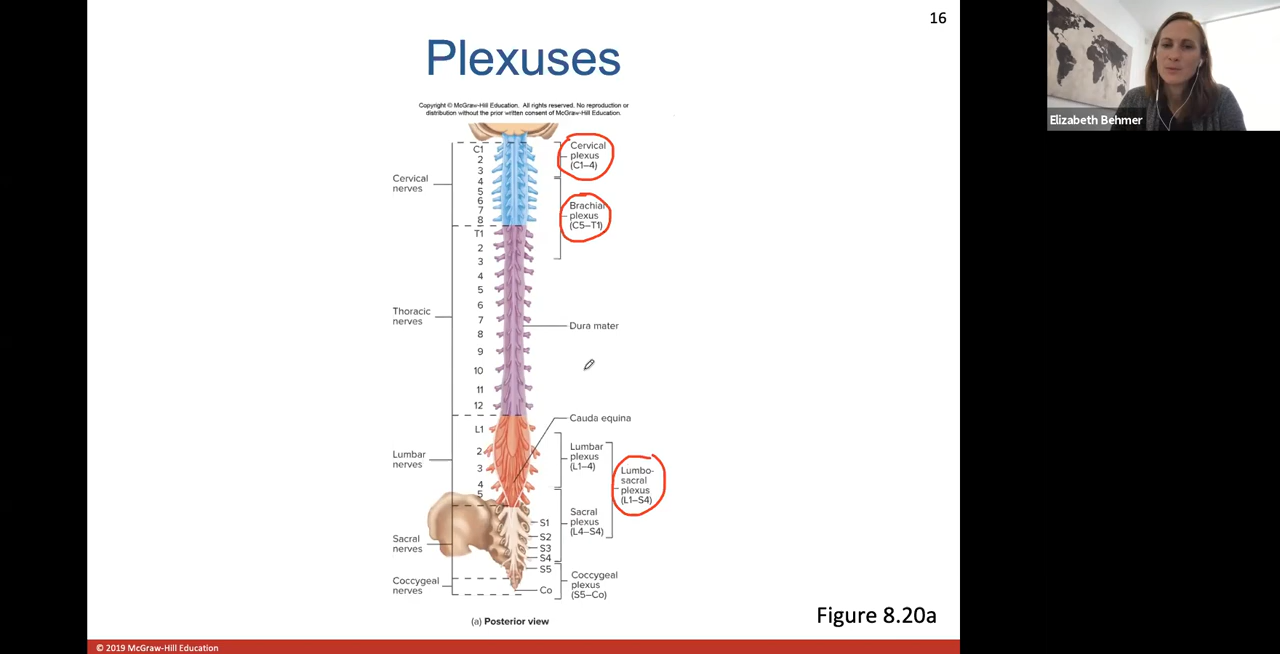 16
Plexuses
Copyright © McGraw-Hill Education. All rights reserved. No reproduction or
distribution without the prior written consent of McGraw-Hill Education.
Elizabeth Behmer
Cervical
nerves
C1
2
3
4
5
6
7
8
Cervical
plexus
(C1–4)
Brachial
plexus
(C5–T1)
Thoracic
nerves
T1
2
3
4
5
6
7
8
9
10
11
12
Dura mater
Cauda equina
Lumbar
nerves
L1
2
3
4
5
Lumbar
plexus
(L1–4)
Lumbo-
sacral
plexus
(L1–S4)
Sacral
plexus
(L4–S4)
Sacral
nerves
S1
S2
S3
S4
S5
Coccygeal
nerves
Co
Coccygeal
plexus
(S5–Co)
(a) Posterior view
Figure 8.20a
© 2019 McGraw-Hill Education